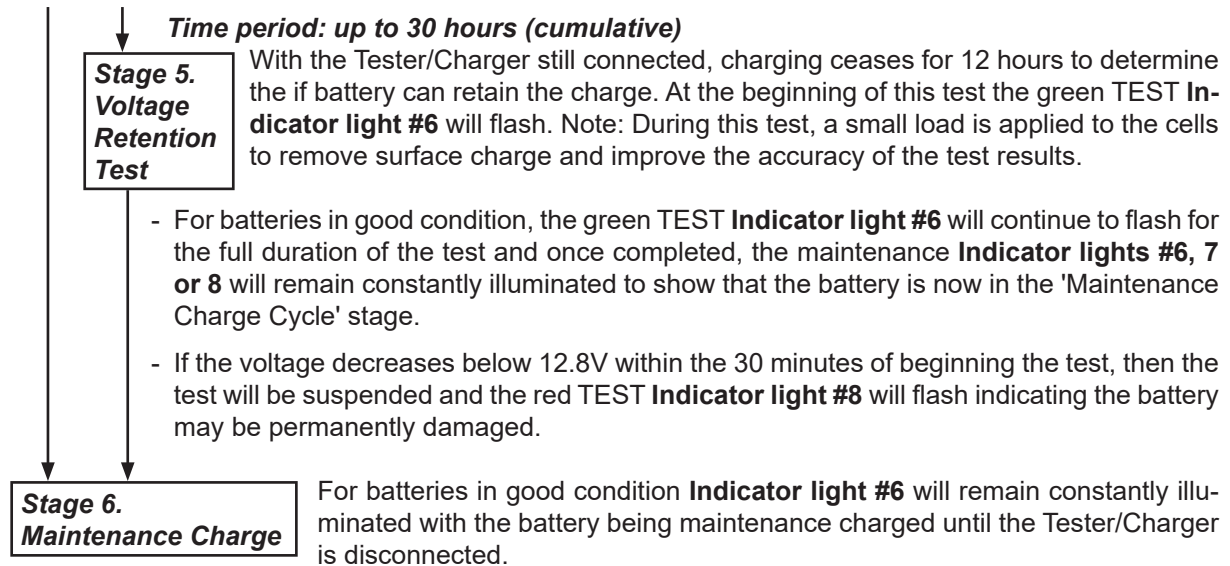 Time period: up to 30 hours (cumulative)
Stage 5.
Voltage
Retention
Test
With the Tester/Charger still connected, charging ceases for 12 hours to determine
the if battery can retain the charge. At the beginning of this test the green TEST In-
dicator light #6 will flash. Note: During this test, a small load is applied to the cells
to remove surface charge and improve the accuracy of the test results.
- For batteries in good condition, the green TEST Indicator light #6 will continue to flash for
the full duration of the test and once completed, the maintenance Indicator lights #6, 7
or 8 will remain constantly illuminated to show that the battery is now in the 'Maintenance
Charge Cycle' stage.
- If the voltage decreases below 12.8V within the 30 minutes of beginning the test, then the
test will be suspended and the red TEST Indicator light #8 will flash indicating the battery
may be permanently damaged.
Stage 6.
Maintenance Charge
For batteries in good condition Indicator light #6 will remain constantly illu-
minated with the battery being maintenance charged until the Tester/Charger
is disconnected.